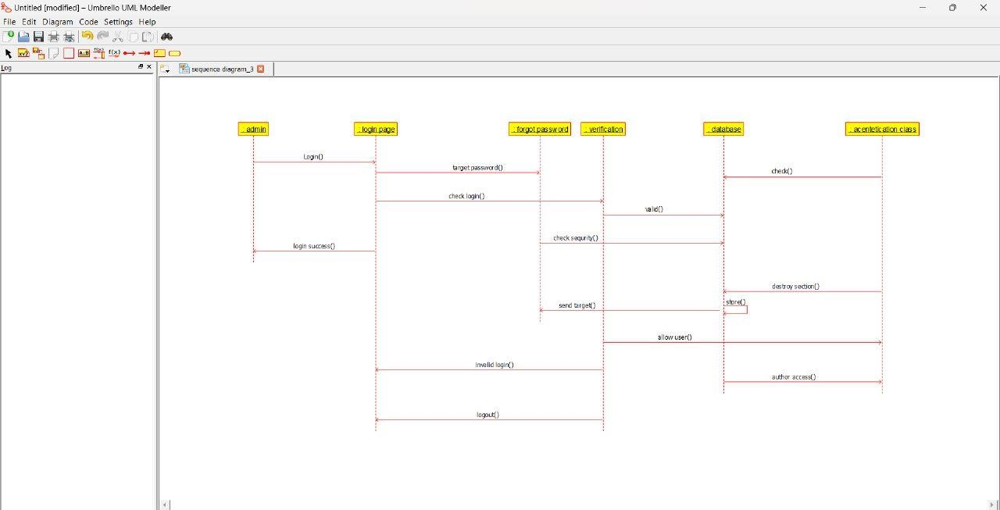 Untitled [modified] – Umbrello UML Modeller
File Edit Diagram Code Settings Help
XYZ A:B f(x) f(x)
Log
sequence diagram_3
: admin
: login page
: forgot password
: verification
: database
: acentetication class
Login()
target password()
check()
check login()
valid()
check sequrity()
login success()
destroy section()
store()
send target()
allow user()
invalid login()
author access()
logout()